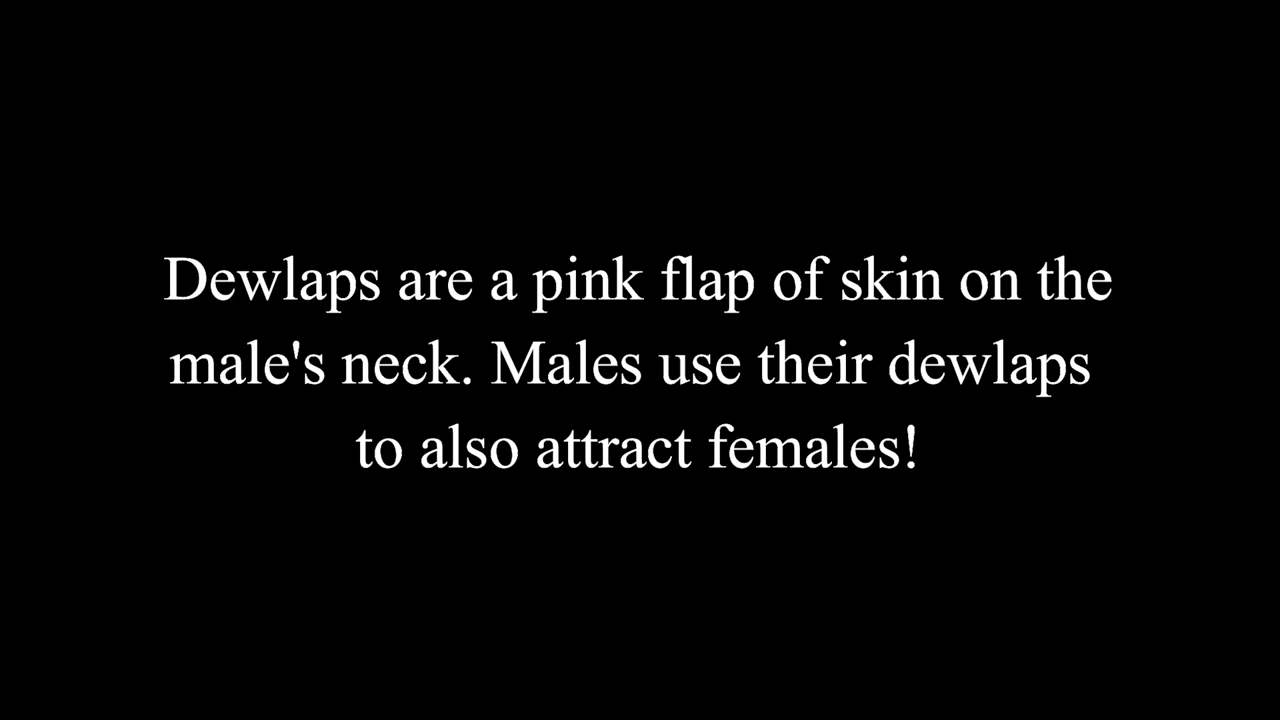 Dewlaps are a pink flap of skin on the
male's neck. Males use their dewlaps
to also attract females!